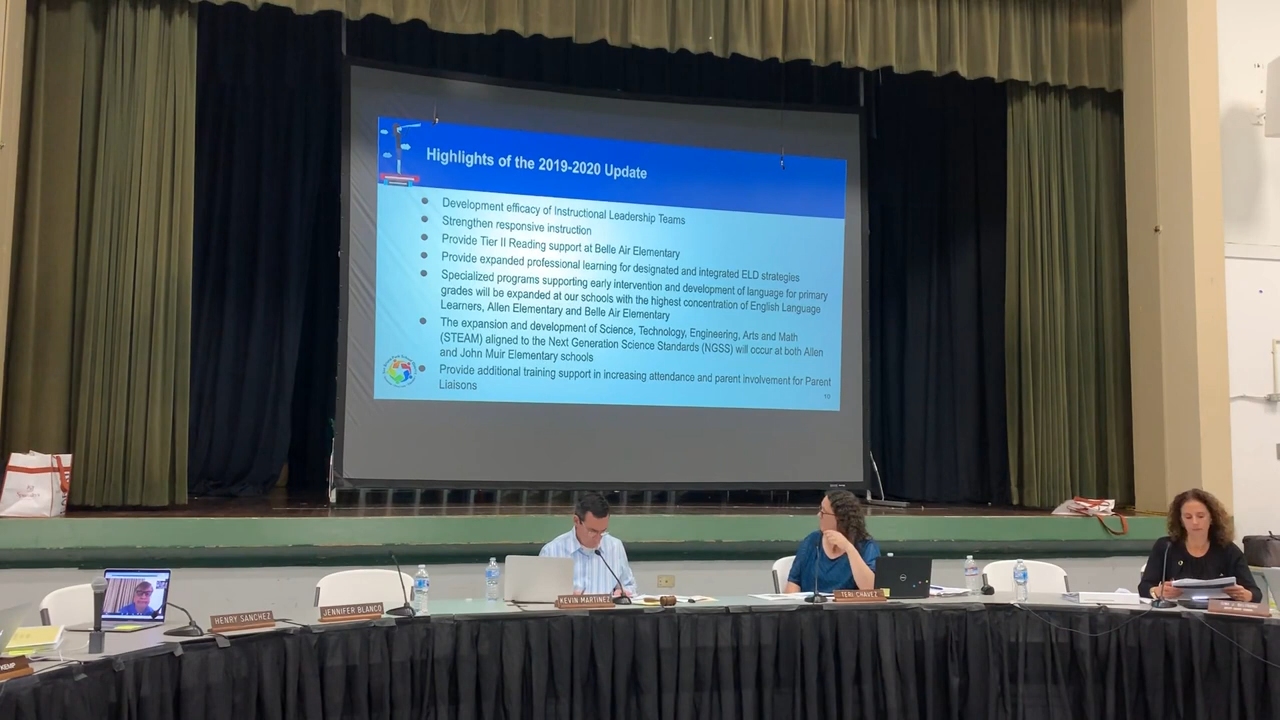 Highlights of the 2019-2020 Update
Development efficacy of Instructional Leadership Teams
Strengthen responsive instruction
Provide Tier II Reading support at Belle Air Elementary
Provide expanded professional learning for designated and integrated ELD strategies
Specialized programs supporting early intervention and development of language for primary
grades will be expanded at our schools with the highest concentration of English Language
Learners, Allen Elementary and Belle Air Elementary
The expansion and development of Science, Technology, Engineering, Arts and Math
(STEAM) aligned to the Next Generation Science Standards (NGSS) will occur at both Allen
and John Muir Elementary schools
Provide additional training support in increasing attendance and parent involvement for Parent
Liaisons
10
KEMP
HENRY SANCHEZ
JENNIFER BLANCO
KEVIN MARTINEZ
TERI CHAVEZ
DELL